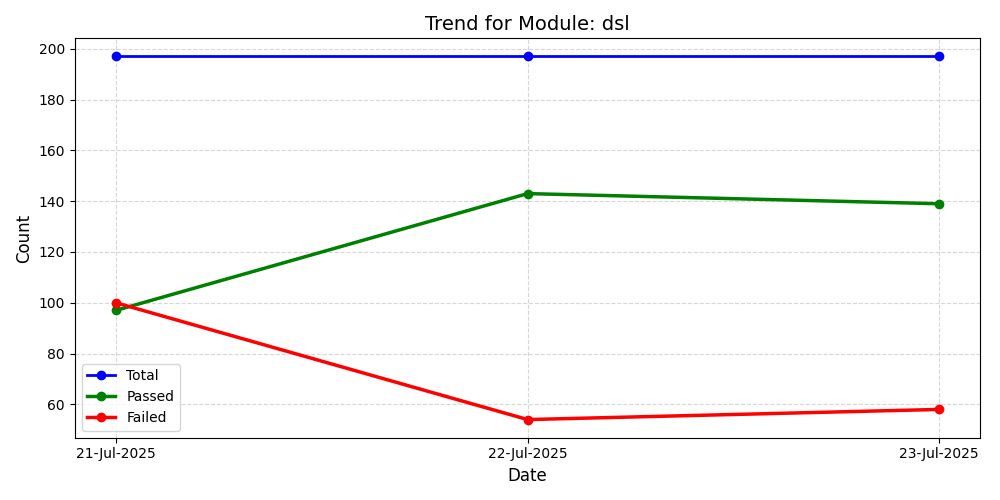 Trend for Module: dsl
Count
200
180
160
140
120
100
80
60
Total
Passed
Failed
21-Jul-2025
22-Jul-2025
23-Jul-2025
Date